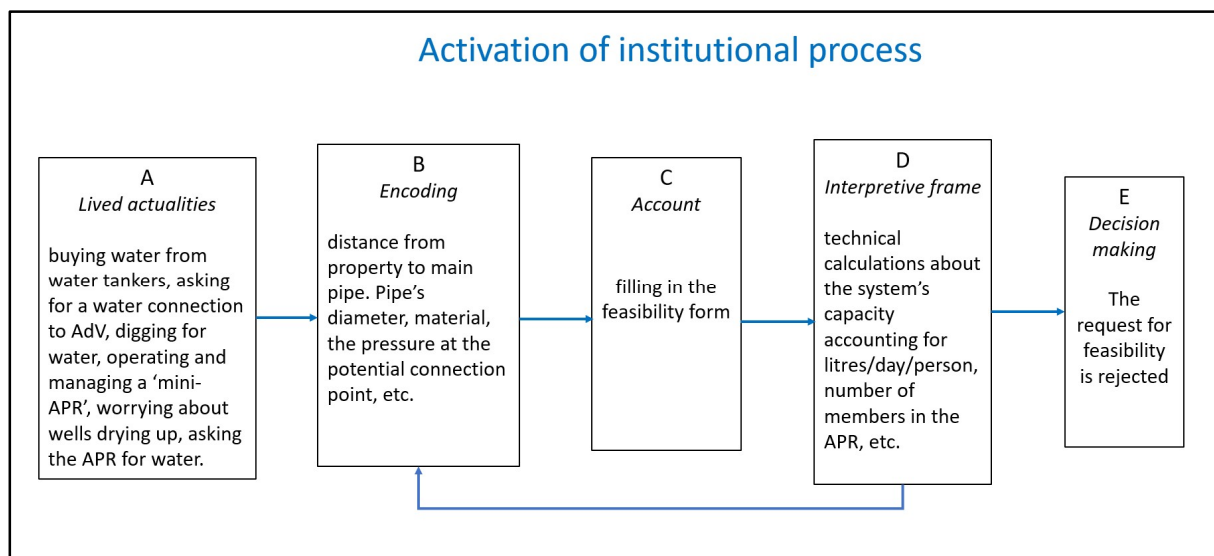 Activation of institutional process
A
Lived actualities
buying water from
water tankers, asking
for a water connection
to AdV, digging for
water, operating and
managing a ‘mini-
APR’, worrying about
wells drying up, asking
the APR for water.
B
Encoding
distance from
property to main
pipe. Pipe’s
diameter, material,
the pressure at the
potential connection
point, etc.
C
Account
filling in the
feasibility form
D
Interpretive frame
technical
calculations about
the system’s
capacity
accounting for
litres/day/person,
number of
members in the
APR, etc.
E
Decision
making
The
request for
feasibility
is rejected